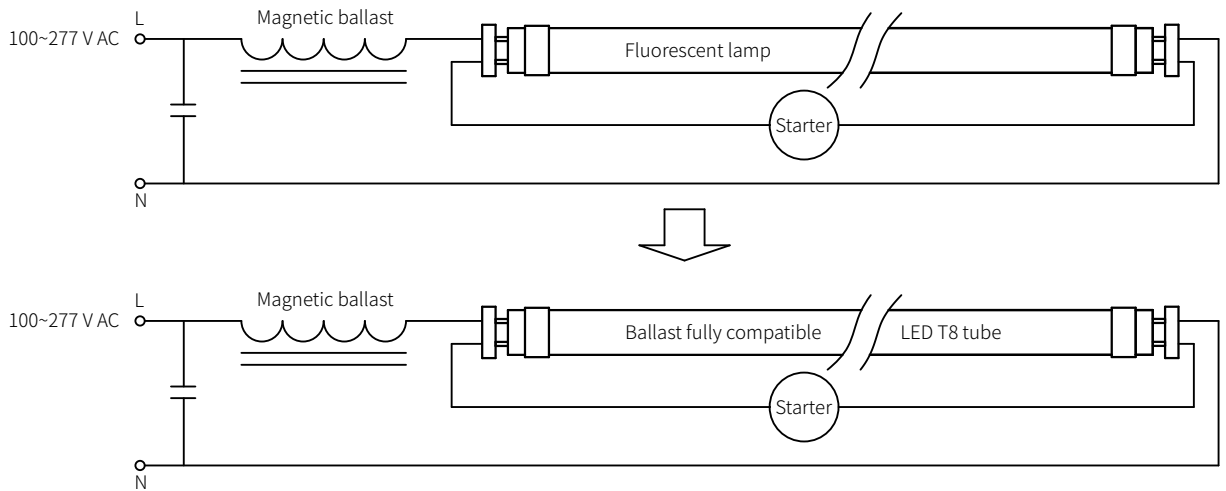 L
Magnetic ballast
100~277 V AC
Fluorescent lamp
Starter
N
L
Magnetic ballast
100~277 V AC
Ballast fully compatible LED T8 tube
Starter
N